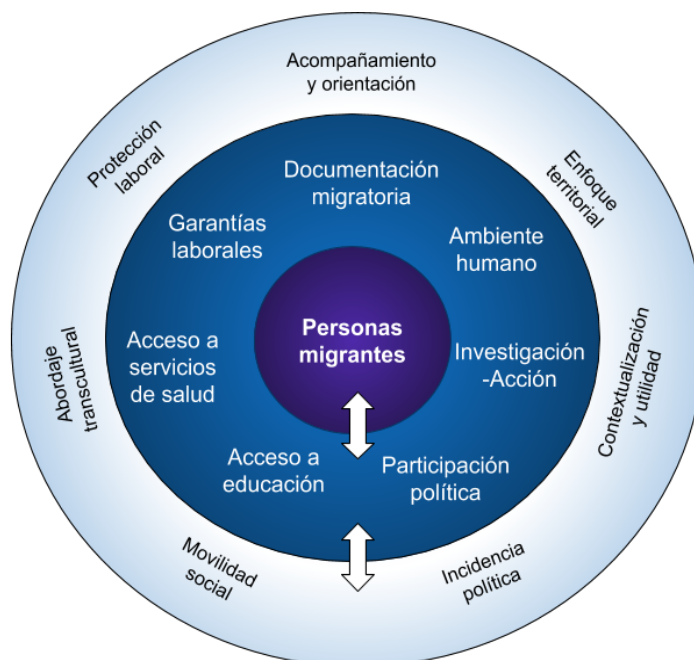 Acompañamiento
y orientación
Protección
laboral
Enfoque
territorial
Documentación
migratoria
Garantías
laborales
Ambiente
humano
Personas
migrantes
Acceso a
servicios
de salud
Investigación
-Acción
Abordaje
transcultural
Contextualización
y utilidad
Acceso a
educación
Participación
política
Movilidad
social
Incidencia
política